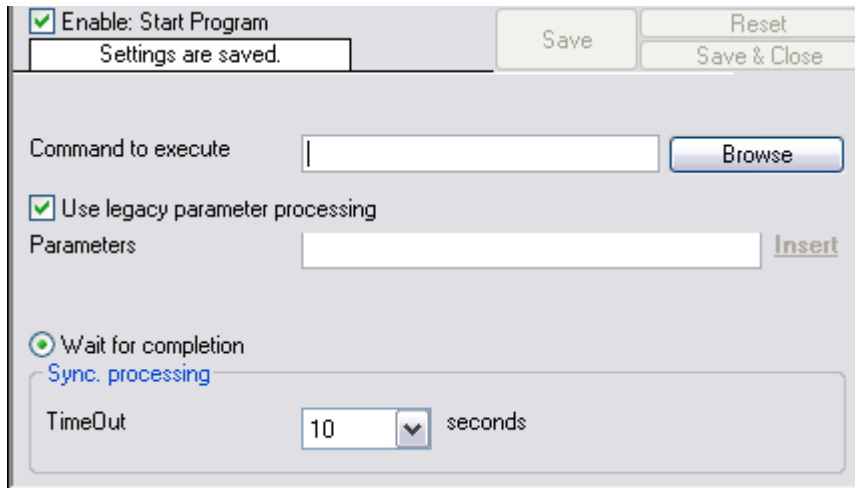 Enable: Start Program
Settings are saved.
Save
Reset
Save & Close
Command to execute
Browse
Use legacy parameter processing
Parameters
Insert
Wait for completion
Sync. processing
TimeOut
10
seconds